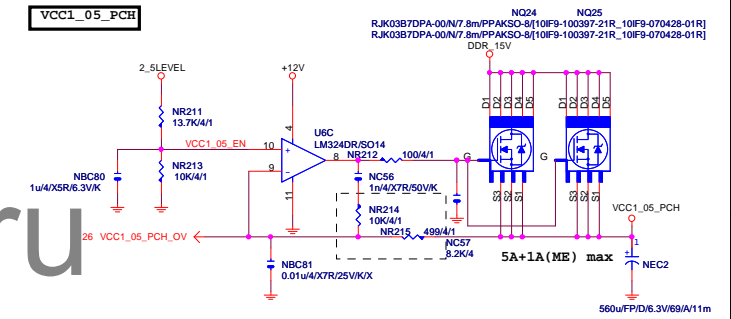 VCC1_05_PCH
NQ24 NQ25
RJK03B7DPA-00/N/7.8m/PPAKSO-8/[10IF9-100397-21R_10IF9-070428-01R]
RJK03B7DPA-00/N/7.8m/PPAKSO-8/[10IF9-100397-21R_10IF9-070428-01R]
DDR_15V
2_5LEVEL
+12V
D1 D2 D3 D4 D5
D1 D2 D3 D4 D5
NR211
13.7K/4/1
VCC1_05_EN
4
U6C
LM324DR/SO14
10
+
9
-
8
11
NR212
100/4/1
G
G
NR213
10K/4/1
NBC80
1u/4/X5R/6.3V/K
NC56
1n/4/X7R/50V/K
S3 S2 S1
S3 S2 S1
NR214
10K/4/1
NR215
499/4/1
NC57
8.2K/4
VCC1_05_PCH
26 VCC1_05_PCH_OV
ru
NBC81
0.01u/4/X7R/25V/K/X
5A+1A(ME) max
+
1
NEC2
560u/FP/D/6.3V/69/A/11m